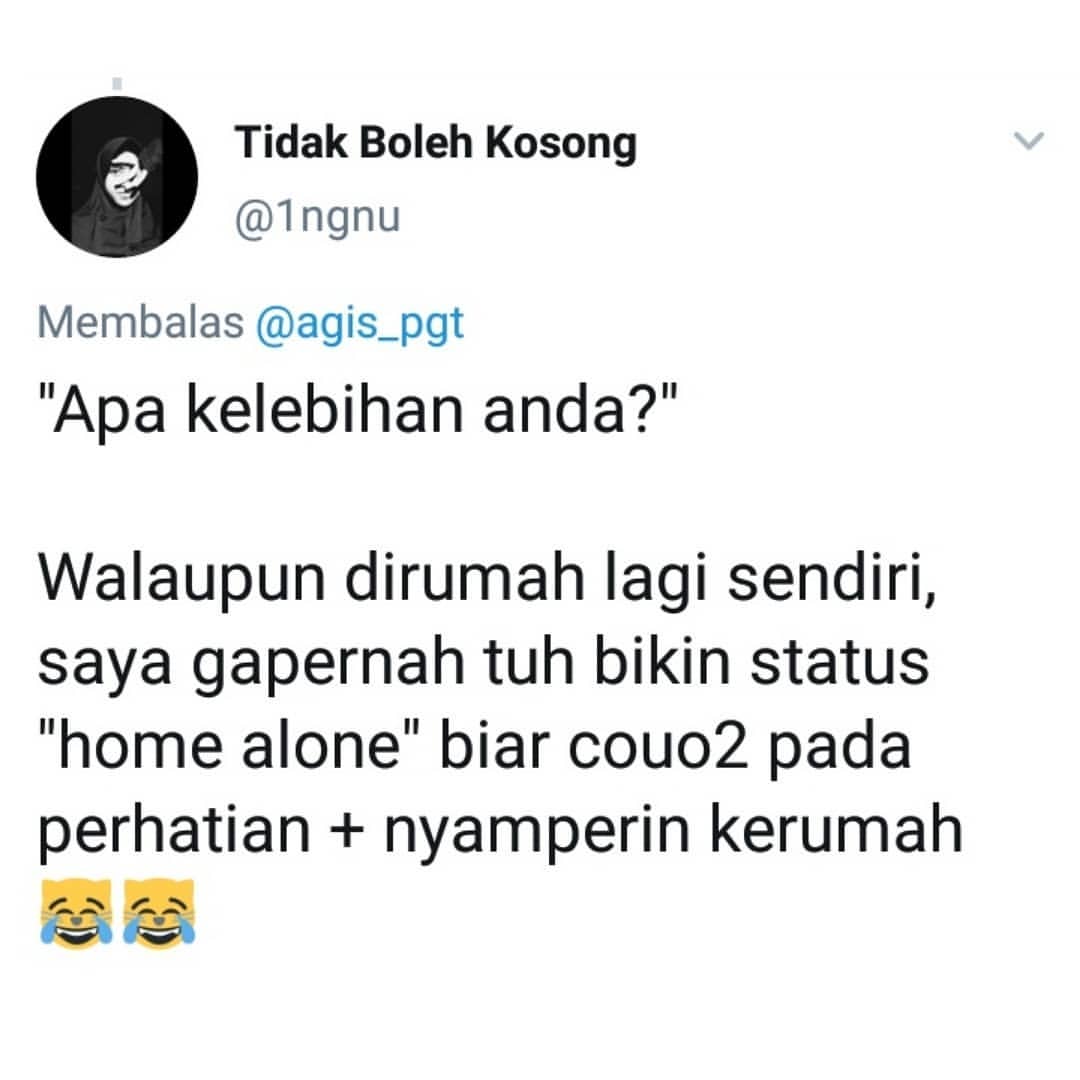 Tidak Boleh Kosong
@1ngnu
Membalas @agis_pgt
"Apa kelebihan anda?"
Walaupun dirumah lagi sendiri,
saya gapernah tuh bikin status
"home alone" biar couo2 pada
perhatian + nyamperin kerumah
😹😹